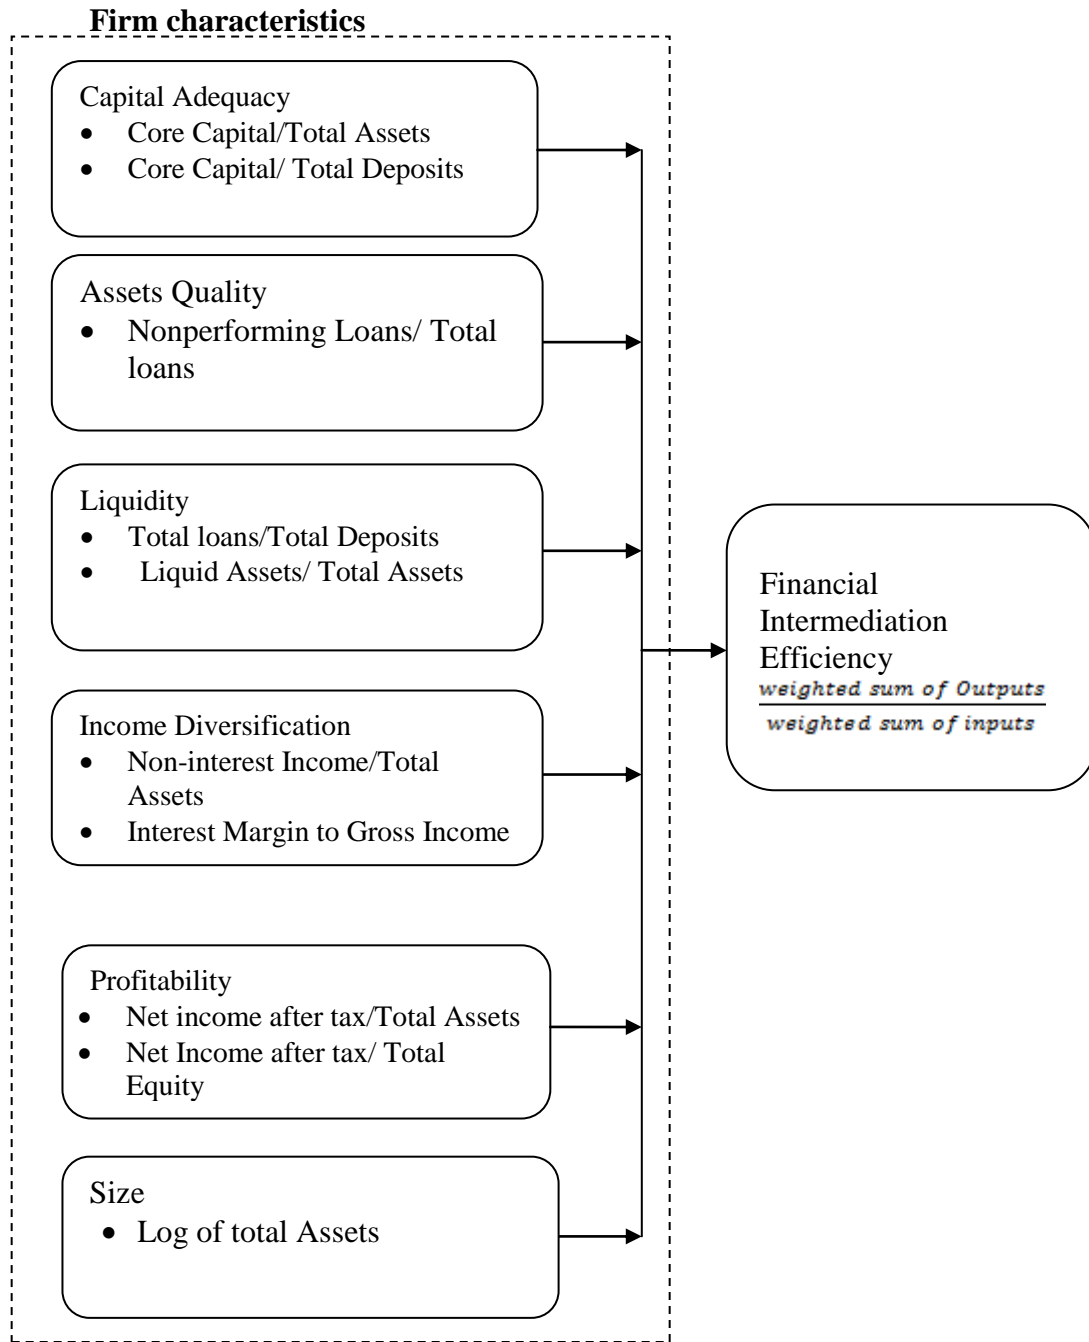 Firm characteristics
Capital Adequacy
• Core Capital/Total Assets
• Core Capital/ Total Deposits
Assets Quality
• Nonperforming Loans/ Total
loans
Liquidity
• Total loans/Total Deposits
• Liquid Assets/ Total Assets
Income Diversification
• Non-interest Income/Total
Assets
• Interest Margin to Gross Income
Profitability
• Net income after tax/Total Assets
• Net Income after tax/ Total
Equity
Size
• Log of total Assets
Financial
Intermediation
Efficiency
weighted sum of Outputs
weighted sum of inputs